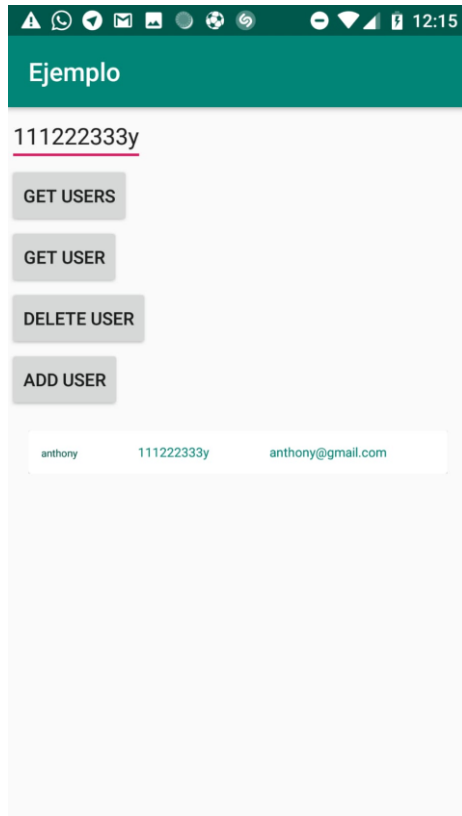 12:15
Ejemplo
111222333y
GET USERS
GET USER
DELETE USER
ADD USER
anthony 111222333y anthony@gmail.com